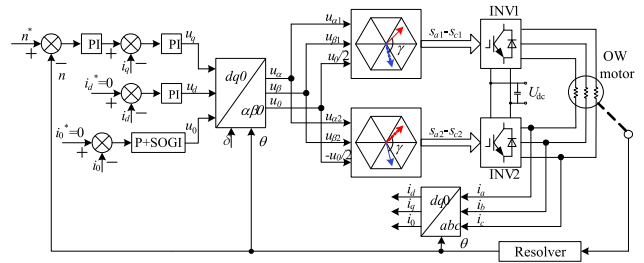 n*
+
−
n
PI
+
−
i_q
PI
u_q
i_d*=0
+
−
i_d
PI
u_d
i_0*=0
+
−
i_0
P+SOGI
u_0
dq0
αβ0
δ
θ
u_α
u_β
u_0
u_α1
u_β1
u_0/2
γ
s_a1-s_c1
INV1
u_α2
u_β2
-u_0/2
γ
s_a2-s_c2
INV2
U_dc
OW
motor
i_d
i_q
i_0
dq0
abc
i_a
i_b
i_c
θ
Resolver